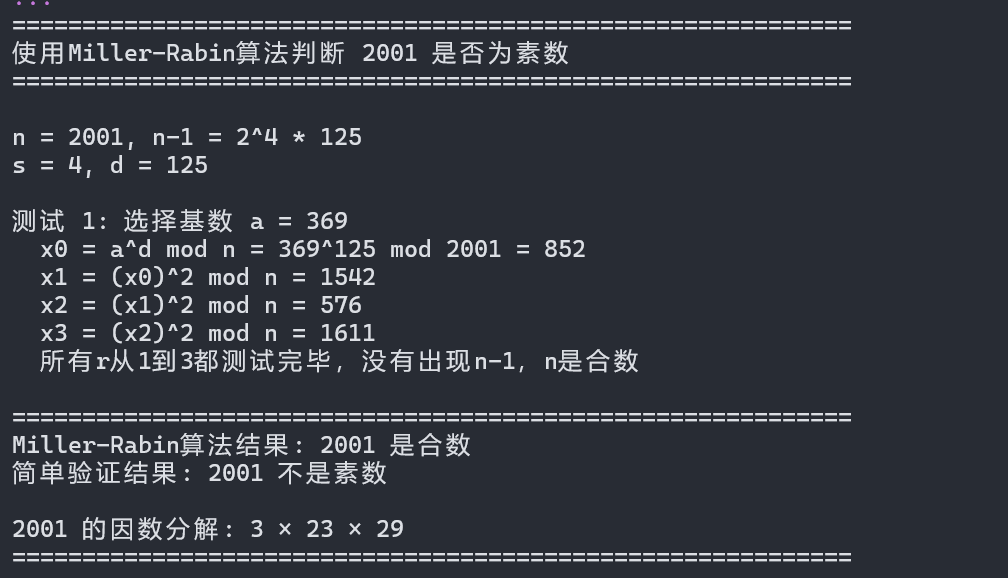 ...
============================================================
使用Miller-Rabin算法判断 2001 是否为素数
============================================================
n = 2001, n-1 = 2^4 * 125
s = 4, d = 125
测试 1: 选择基数 a = 369
x0 = a^d mod n = 369^125 mod 2001 = 852
x1 = (x0)^2 mod n = 1542
x2 = (x1)^2 mod n = 576
x3 = (x2)^2 mod n = 1611
所有r从1到3都测试完毕, 没有出现n-1, n是合数
============================================================
Miller-Rabin算法结果: 2001 是合数
简单验证结果: 2001 不是素数
2001 的因数分解: 3 × 23 × 29
============================================================